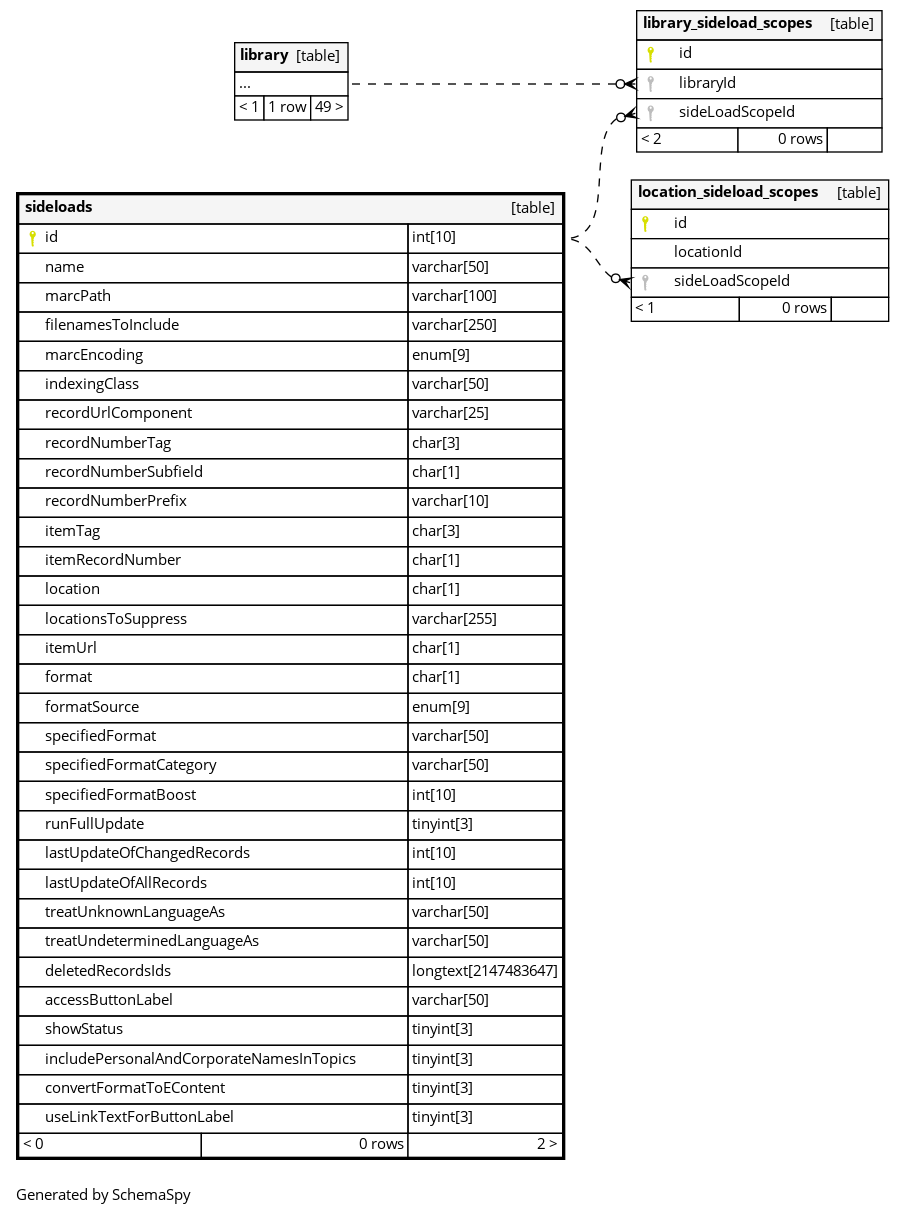 library [table]
...
< 1 1 row 49 >
library_sideload_scopes [table]
id
libraryId
sideLoadScopeId
< 2 0 rows
location_sideload_scopes [table]
id
locationId
sideLoadScopeId
< 1 0 rows
sideloads [table]
id int[10]
name varchar[50]
marcPath varchar[100]
filenamesToInclude varchar[250]
marcEncoding enum[9]
indexingClass varchar[50]
recordUrlComponent varchar[25]
recordNumberTag char[3]
recordNumberSubfield char[1]
recordNumberPrefix varchar[10]
itemTag char[3]
itemRecordNumber char[1]
location char[1]
locationsToSuppress varchar[255]
itemUrl char[1]
format char[1]
formatSource enum[9]
specifiedFormat varchar[50]
specifiedFormatCategory varchar[50]
specifiedFormatBoost int[10]
runFullUpdate tinyint[3]
lastUpdateOfChangedRecords int[10]
lastUpdateOfAllRecords int[10]
treatUnknownLanguageAs varchar[50]
treatUndeterminedLanguageAs varchar[50]
deletedRecordsIds longtext[2147483647]
accessButtonLabel varchar[50]
showStatus tinyint[3]
includePersonalAndCorporateNamesInTopics tinyint[3]
convertFormatToEContent tinyint[3]
useLinkTextForButtonLabel tinyint[3]
< 0 0 rows 2 >
Generated by SchemaSpy